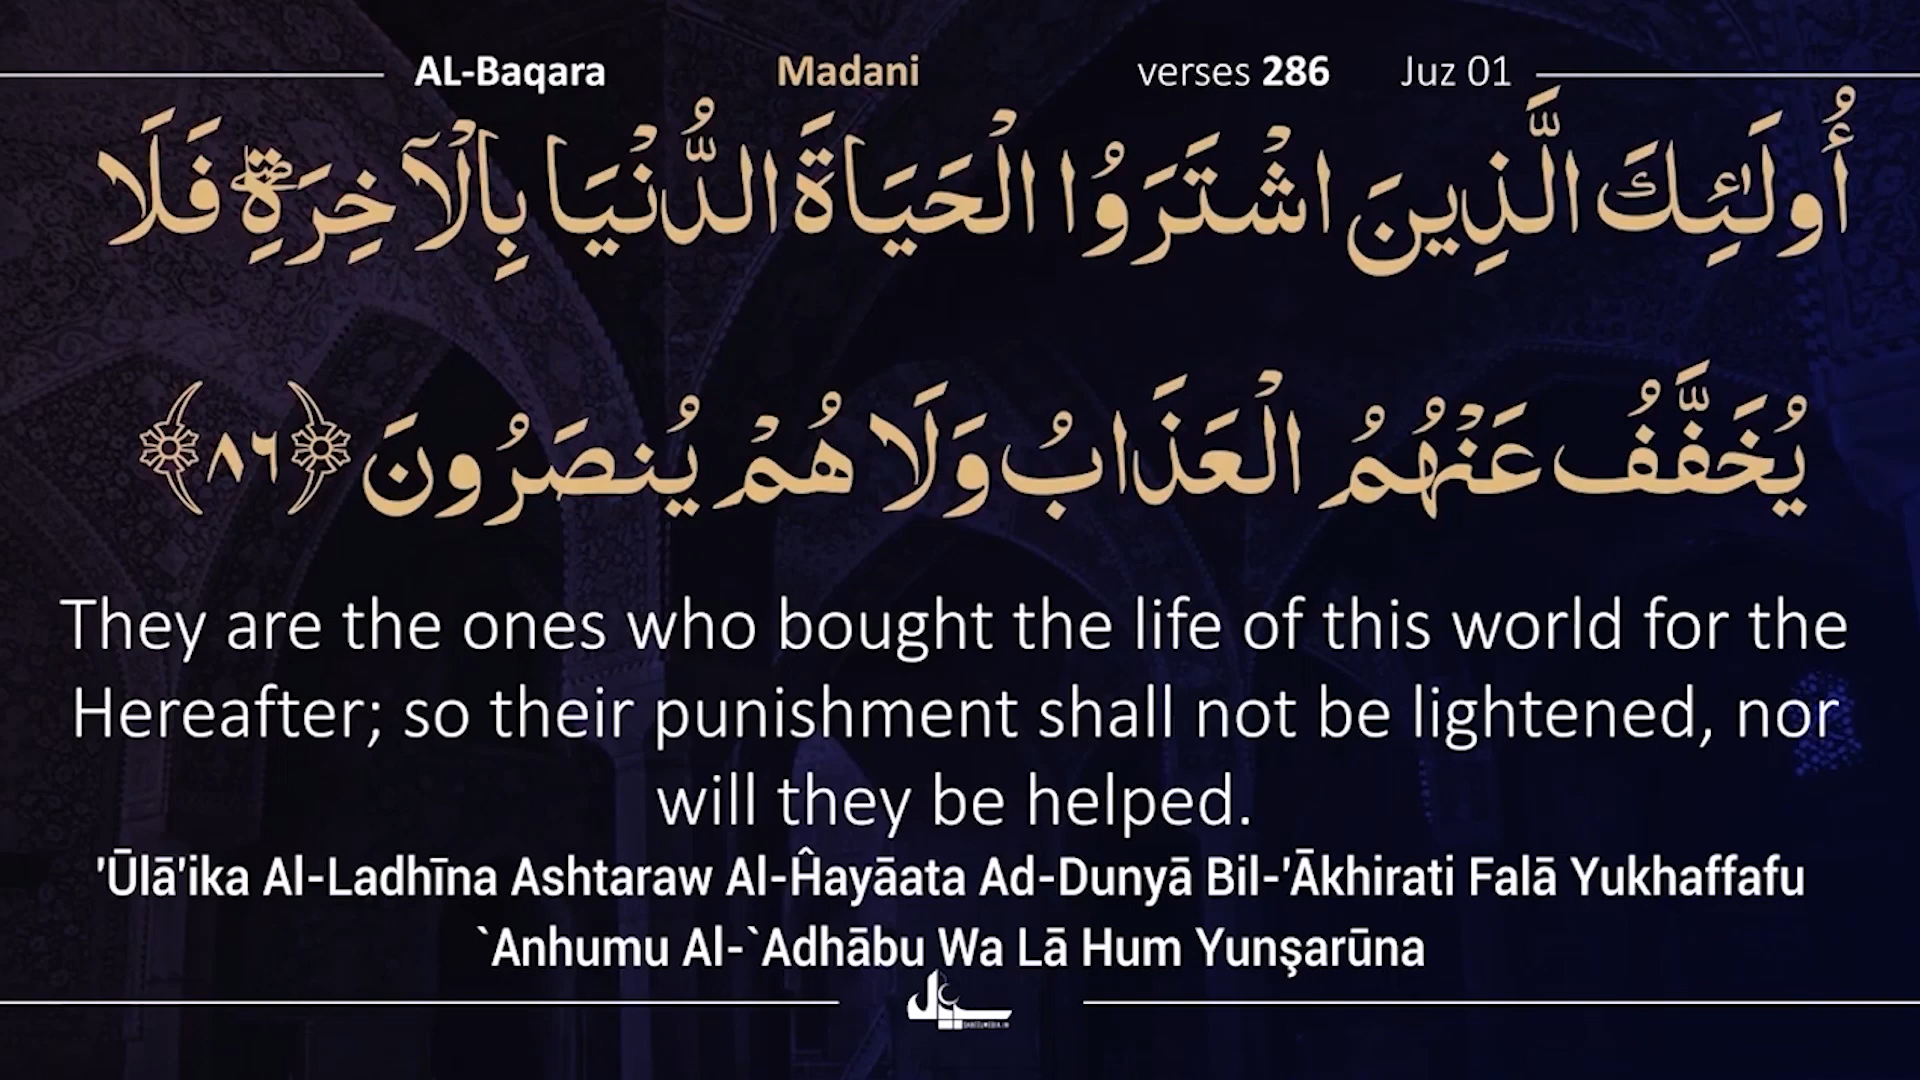 AL-Baqara Madani verses 286 Juz 01
أُولَٰئِكَ الَّذِينَ اشْتَرَوُا الْحَيَاةَ الدُّنْيَا بِالْآخِرَةِ ۖ فَلَا
يُخَفَّفُ عَنْهُمُ الْعَذَابُ وَلَا هُمْ يُنصَرُونَ ﴿٨٦﴾
They are the ones who bought the life of this world for the
Hereafter; so their punishment shall not be lightened, nor
will they be helped.
'Ūlā'ika Al-Ladhīna Ashtaraw Al-Ĥayāata Ad-Dunyā Bil-'Ākhirati Falā Yukhaffafu
`Anhumu Al-`Adhābu Wa Lā Hum Yunşarūna